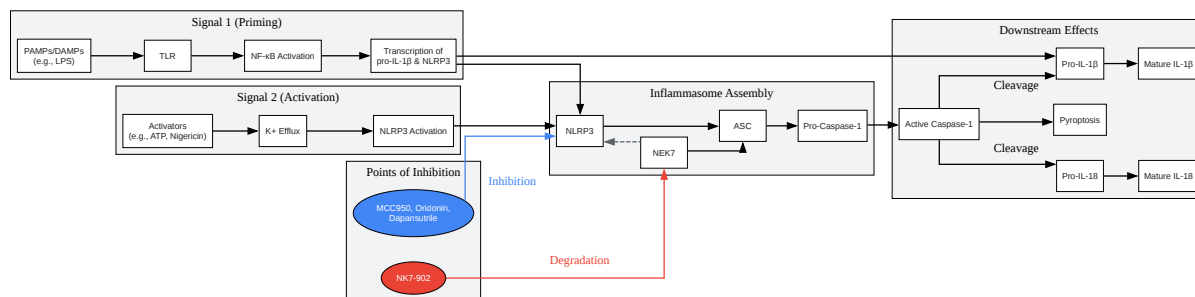 Signal 1 (Priming)
PAMPs/DAMPs
(e.g., LPS)
TLR
NF-κB Activation
Transcription of
pro-IL-1β & NLRP3
Signal 2 (Activation)
Activators
(e.g., ATP, Nigericin)
K+ Efflux
NLRP3 Activation
Points of Inhibition
MCC950, Oridonin,
Dapansutrile
NK7-902
Inhibition
Degradation
Inflammasome Assembly
NLRP3
NEK7
ASC
Pro-Caspase-1
Downstream Effects
Active Caspase-1
Cleavage
Cleavage
Pro-IL-1β
Mature IL-1β
Pyroptosis
Pro-IL-18
Mature IL-18